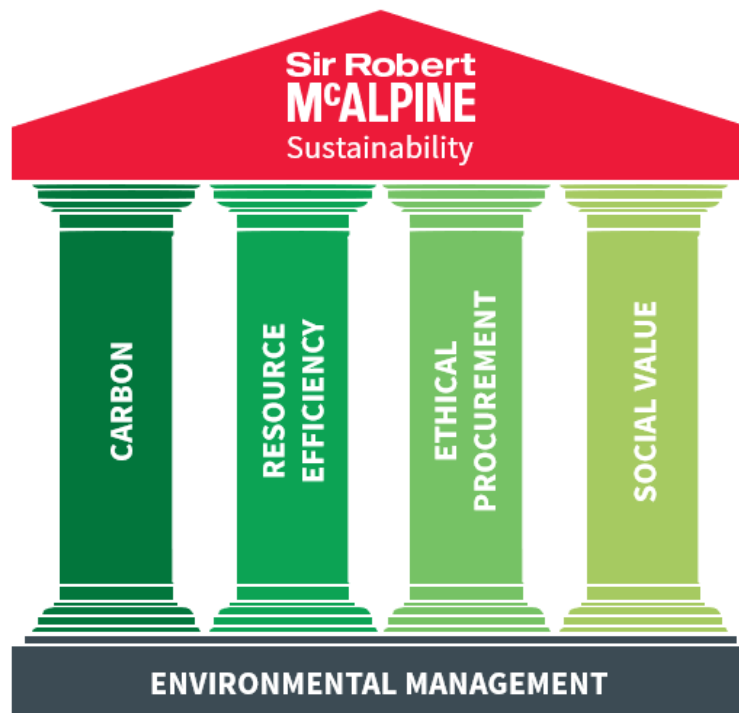 Sir Robert
McALPINE
Sustainability
CARBON
RESOURCE
EFFICIENCY
ETHICAL
PROCUREMENT
SOCIAL VALUE
ENVIRONMENTAL MANAGEMENT